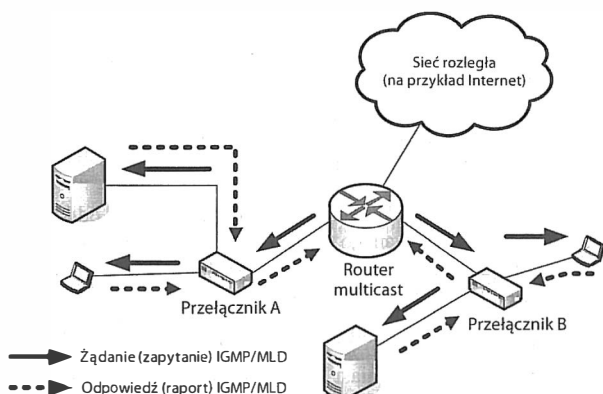 Sieć rozległa
(na przykład Internet)
Router
multicast
Przełącznik A
Przełącznik B
Żądanie (zapytanie) IGMP/MLD
Odpowiedź (raport) IGMP/MLD